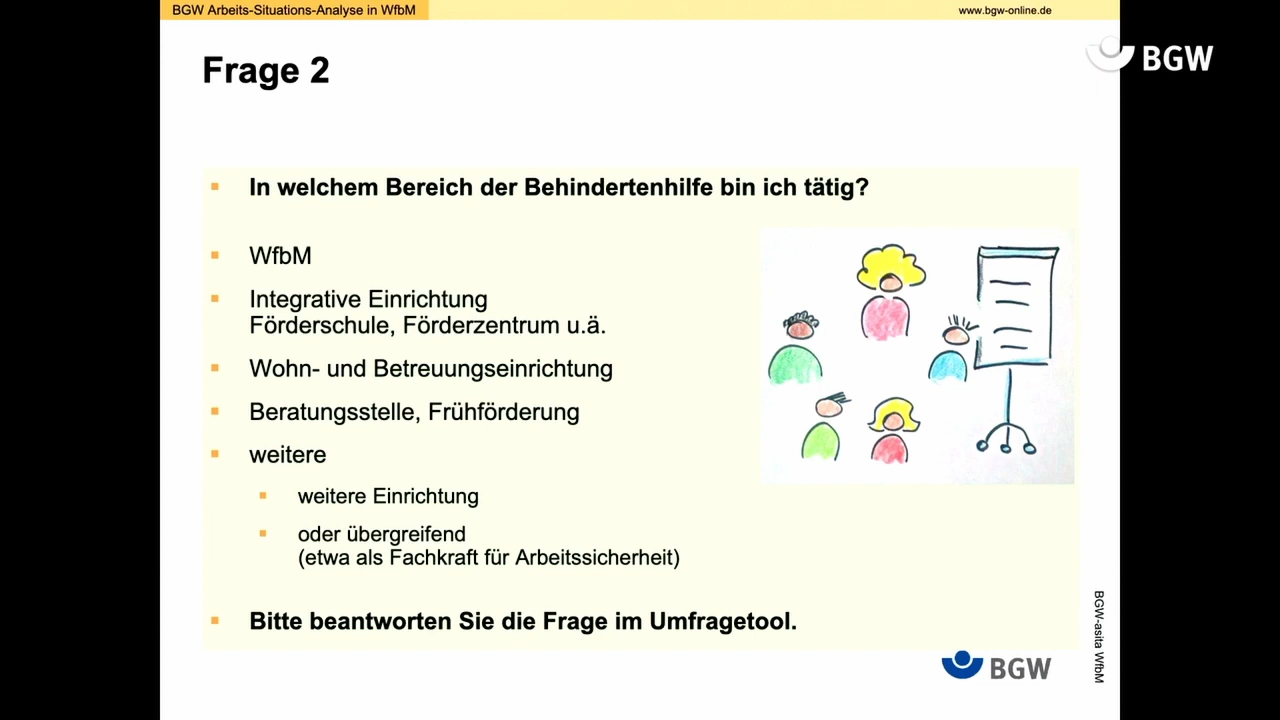 BGW Arbeits-Situations-Analyse in WfbM
www.bgw-online.de
BGW
Frage 2
In welchem Bereich der Behindertenhilfe bin ich tätig?
WfbM
Integrative Einrichtung
Förderschule, Förderzentrum u.ä.
Wohn- und Betreuungseinrichtung
Beratungsstelle, Frühförderung
weitere
weitere Einrichtung
oder übergreifend
(etwa als Fachkraft für Arbeitssicherheit)
Bitte beantworten Sie die Frage im Umfragetool.
BGW-asita WfbM
BGW